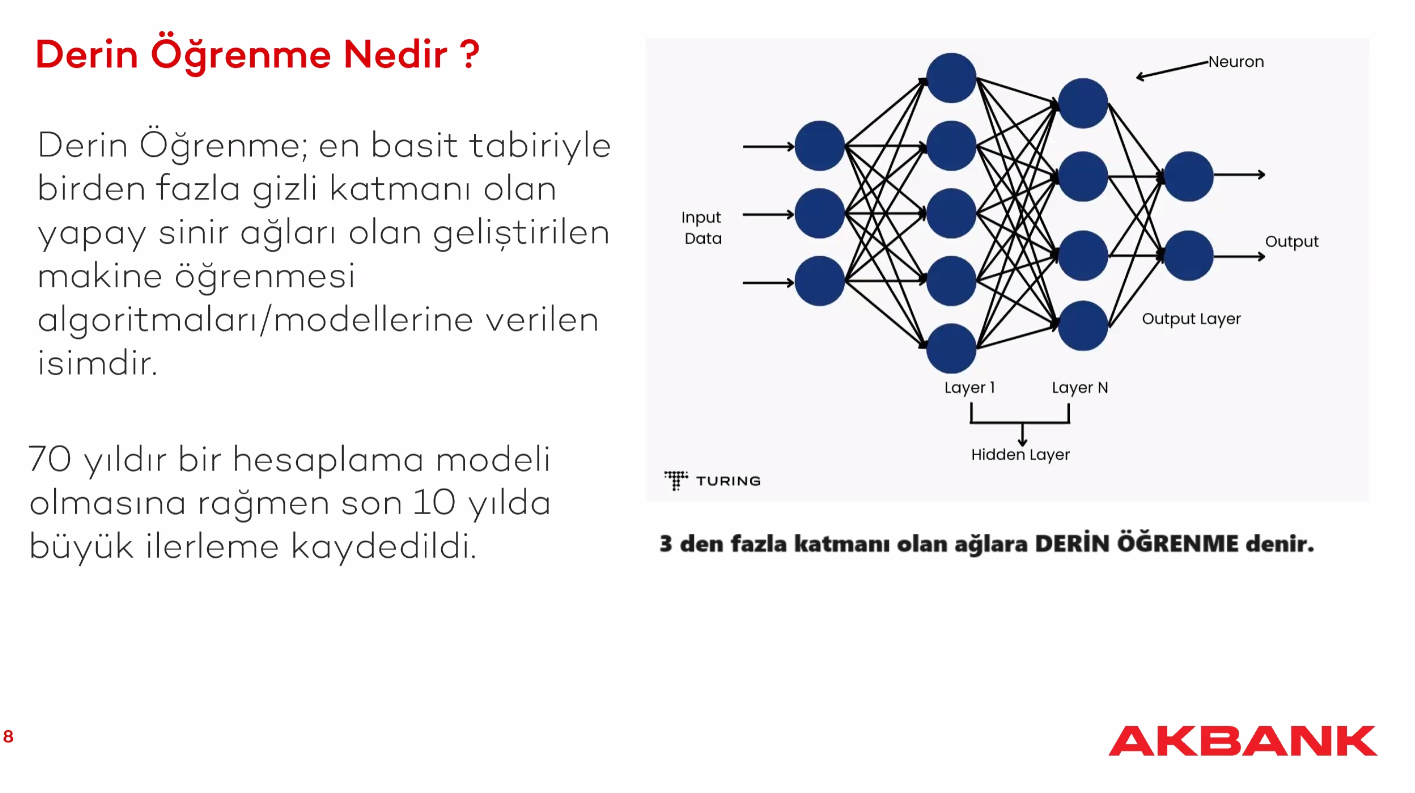 Derin Öğrenme Nedir ?
Derin Öğrenme; en basit tabiriyle
birden fazla gizli katmanı olan
yapay sinir ağları olan geliştirilen
makine öğrenmesi
algoritmaları/modellerine verilen
isimdir.
70 yıldır bir hesaplama modeli
olmasına rağmen son 10 yılda
büyük ilerleme kaydedildi.
Neuron
Input
Data
Output
Output Layer
Layer 1
Layer N
Hidden Layer
TURING
3 den fazla katmanı olan ağlara DERİN ÖĞRENME denir.
8
AKBANK